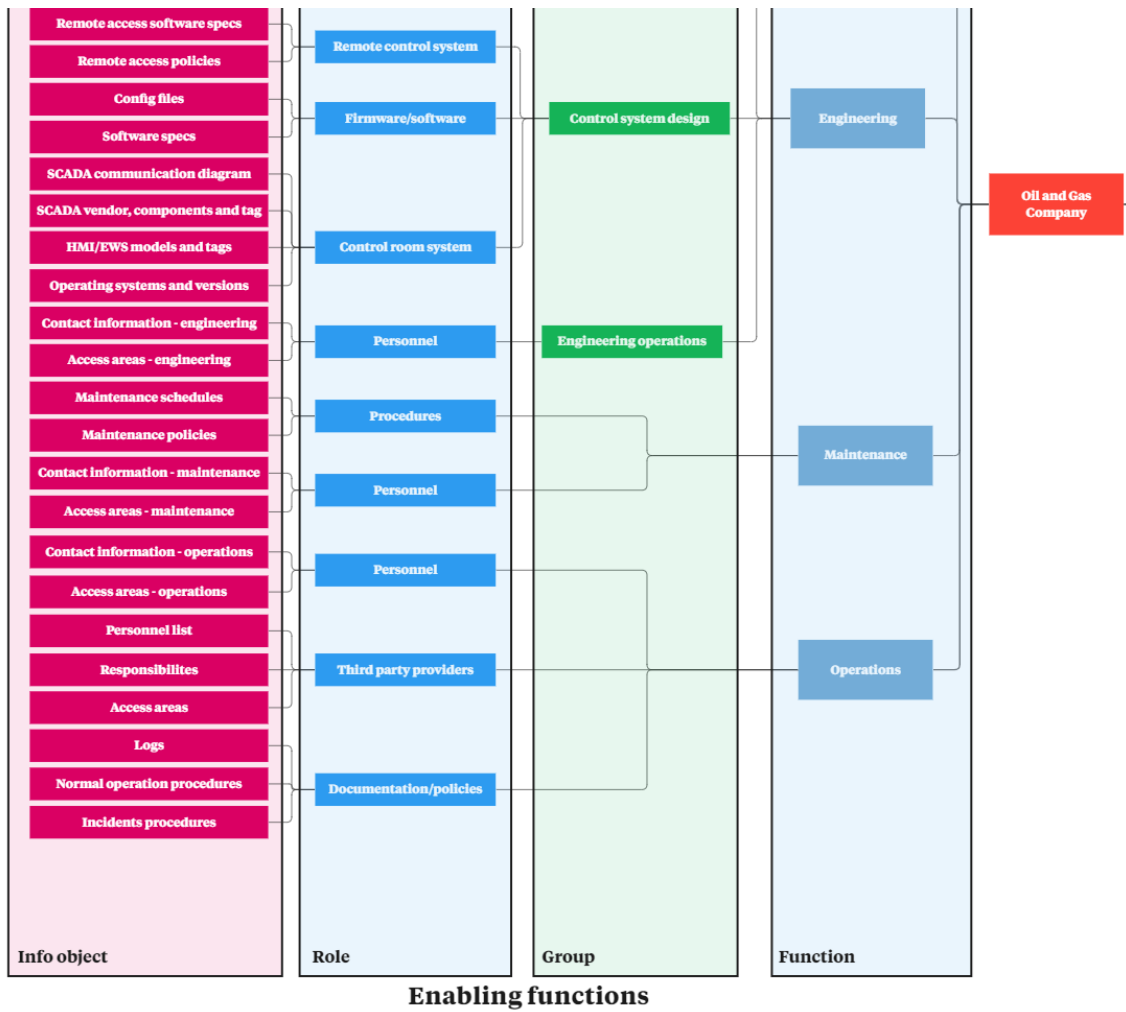 Remote access software specs
Remote access policies
Config files
Software specs
SCADA communication diagram
SCADA vendor, components and tag
HMI/EWS models and tags
Operating systems and versions
Contact information - engineering
Access areas - engineering
Maintenance schedules
Maintenance policies
Contact information - maintenance
Access areas - maintenance
Contact information - operations
Access areas - operations
Personnel list
Responsibilites
Access areas
Logs
Normal operation procedures
Incidents procedures
Info object
Remote control system
Firmware/software
Control room system
Personnel
Procedures
Personnel
Personnel
Third party providers
Documentation/policies
Role
Control system design
Engineering operations
Group
Engineering
Maintenance
Operations
Function
Oil and Gas
Company
Enabling functions